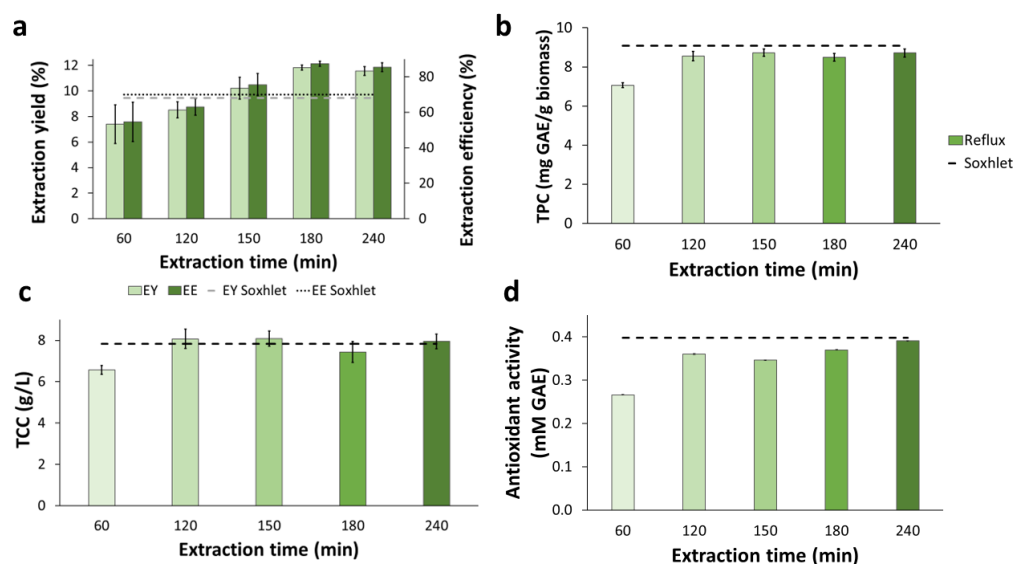 a
Extraction yield (%)
12
10
8
6
4
2
0
80
60
40
20
0
Extraction efficiency (%)
60 120 150 180 240
Extraction time (min)
EY EE EY Soxhlet EE Soxhlet
b
TPC (mg GAE/g biomass)
10
8
6
4
2
0
60 120 150 180 240
Extraction time (min)
Reflux
Soxhlet
c
TCC (g/L)
8
6
4
2
0
60 120 150 180 240
Extraction time (min)
d
Antioxidant activity
(mM GAE)
0.4
0.3
0.2
0.1
0.0
60 120 150 180 240
Extraction time (min)